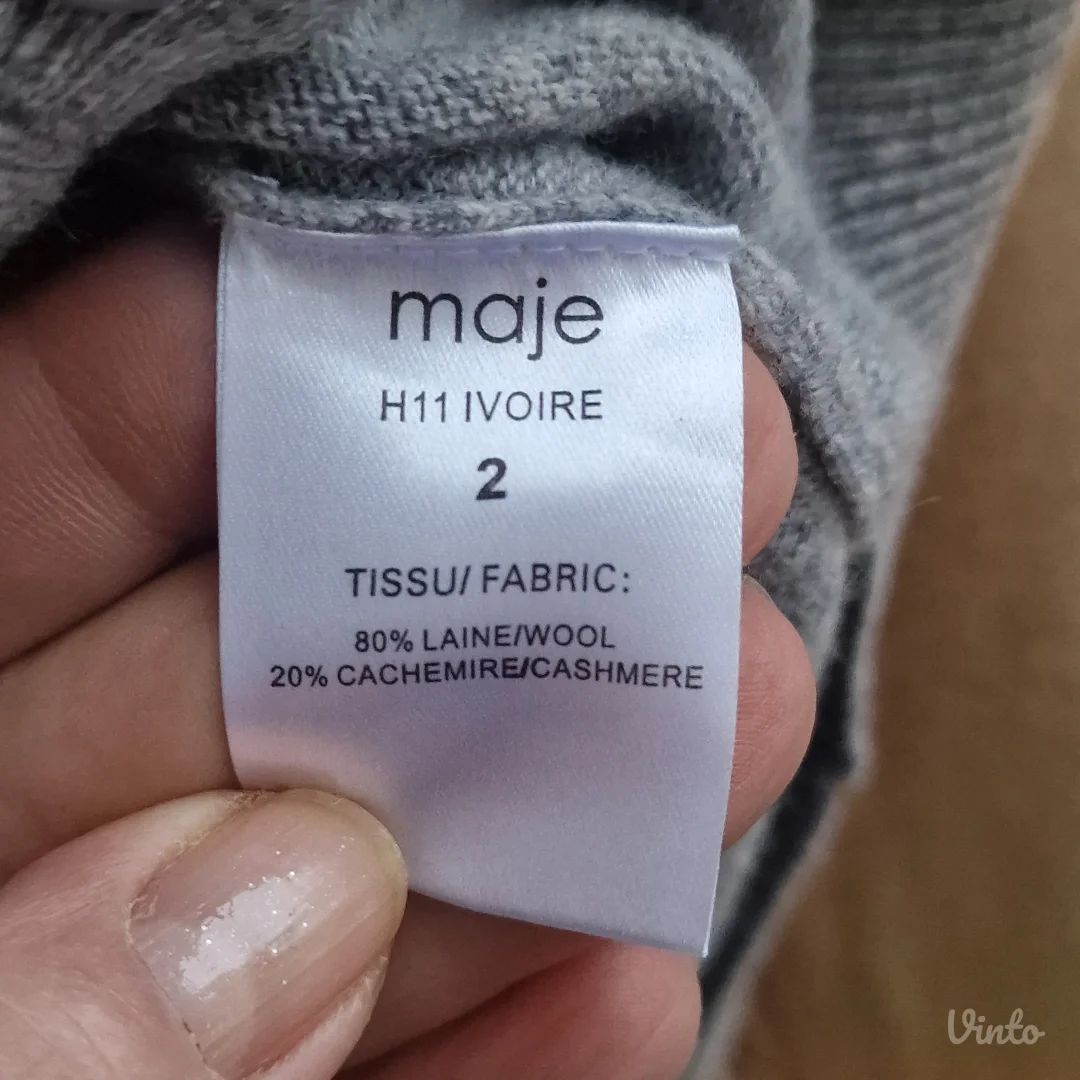 maje
H11 IVOIRE
2
TISSU/ FABRIC:
80% LAINE/WOOL
20% CACHEMIRE/CASHMERE
Vinto